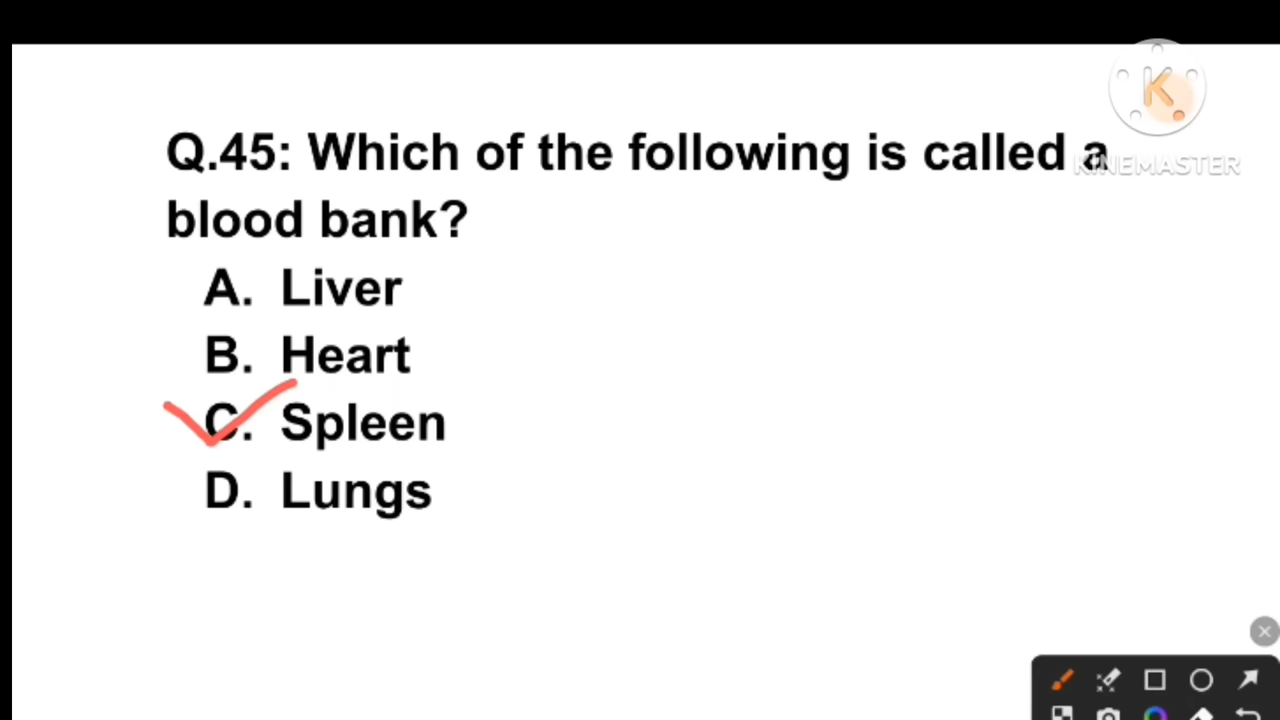 Q.45: Which of the following is called a
blood bank?
A. Liver
B. Heart
C. Spleen
D. Lungs
K
KINEMASTER